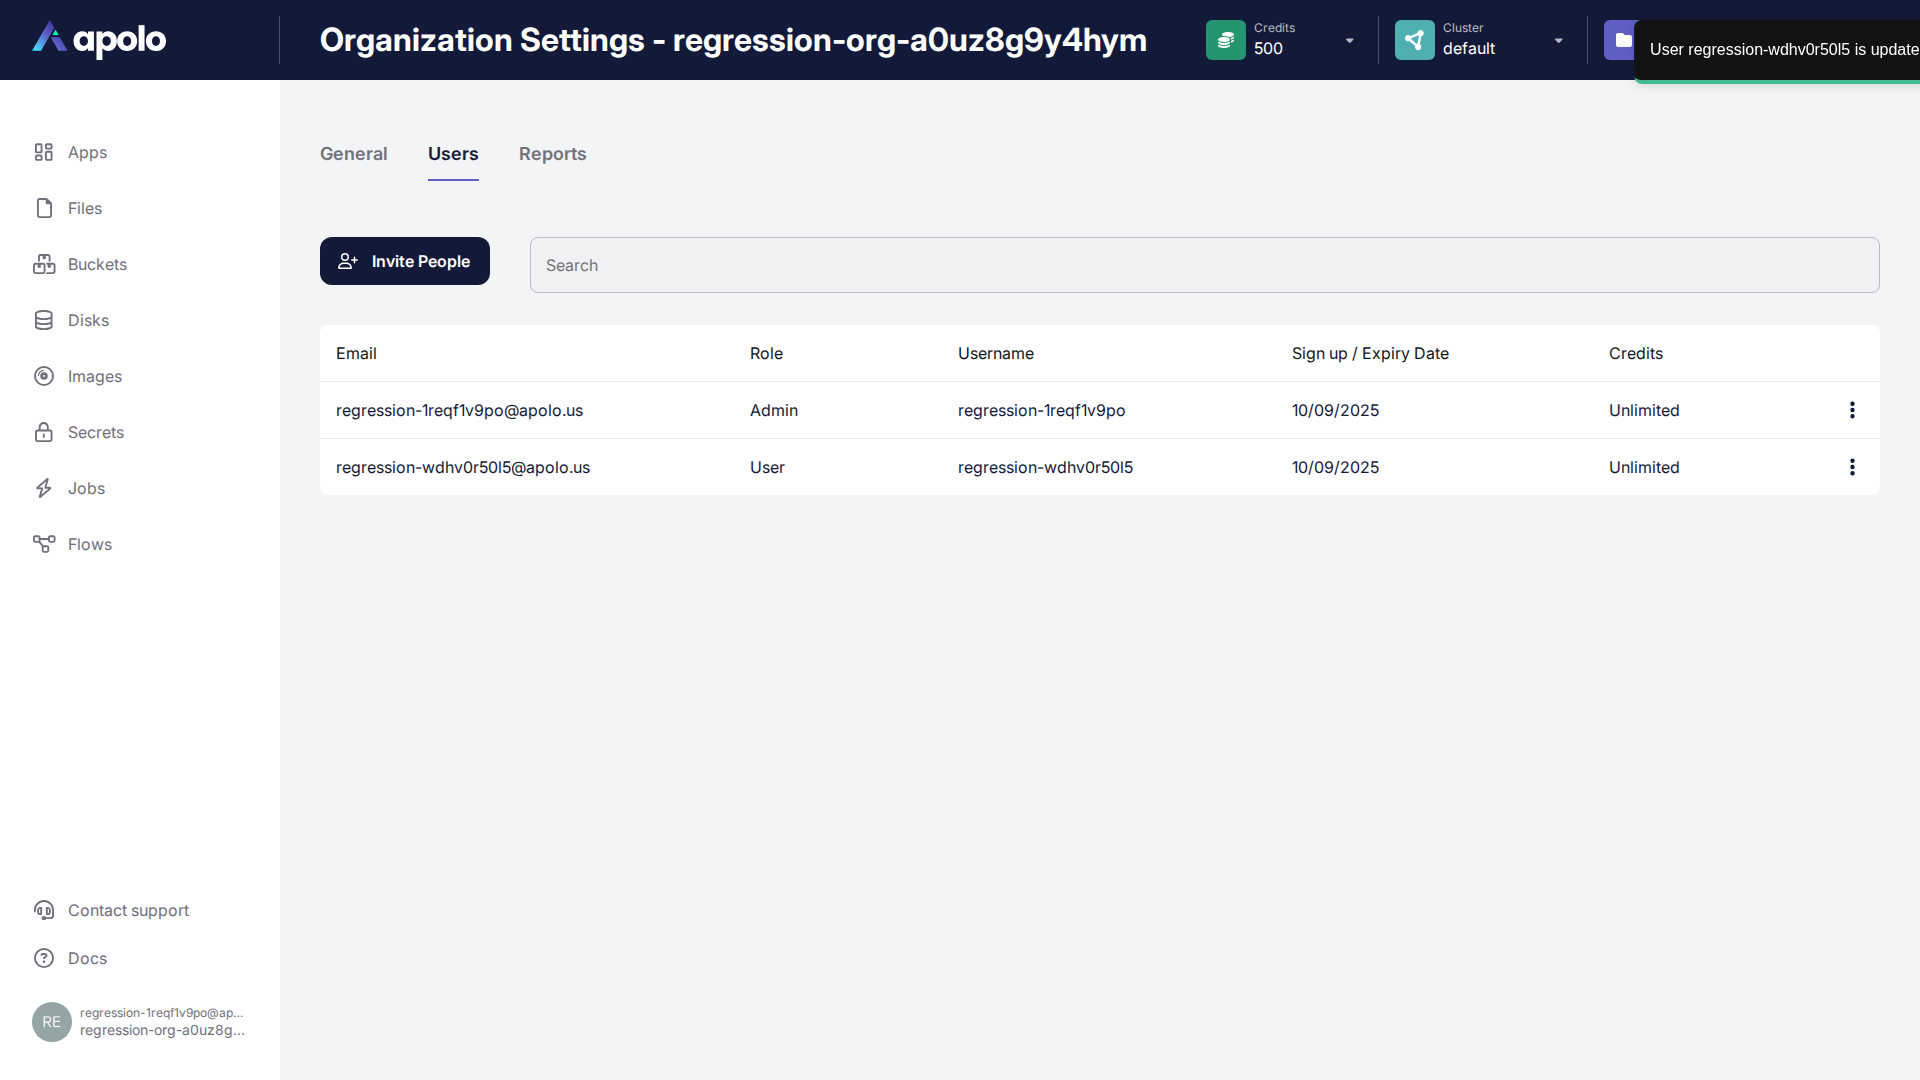 apolo
Organization Settings - regression-org-a0uz8g9y4hym
Credits
500
Cluster
default
User regression-wdhv0r50l5 is update
Apps
Files
Buckets
Disks
Images
Secrets
Jobs
Flows
General
Users
Reports
Invite People
Search
Email Role Username Sign up / Expiry Date Credits
regression-1reqf1v9po@apolo.us Admin regression-1reqf1v9po 10/09/2025 Unlimited
regression-wdhv0r50l5@apolo.us User regression-wdhv0r50l5 10/09/2025 Unlimited
Contact support
Docs
RE
regression-1reqf1v9po@ap...
regression-org-a0uz8g...